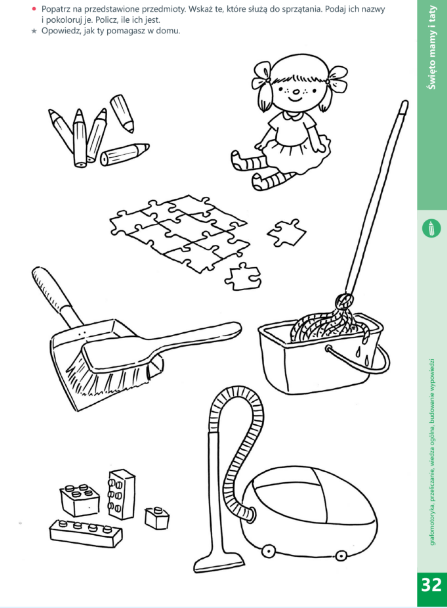 • Popatrz na przedstawione przedmioty. Wskaż te, które służą do sprzątania. Podaj ich nazwy
i pokoloruj je. Policz, ile ich jest.
* Opowiedz, jak ty pomagasz w domu.
Święto mamy i taty
grafomotoryka, przeliczanie, wiedza ogólna, budowanie wypowiedzi
32